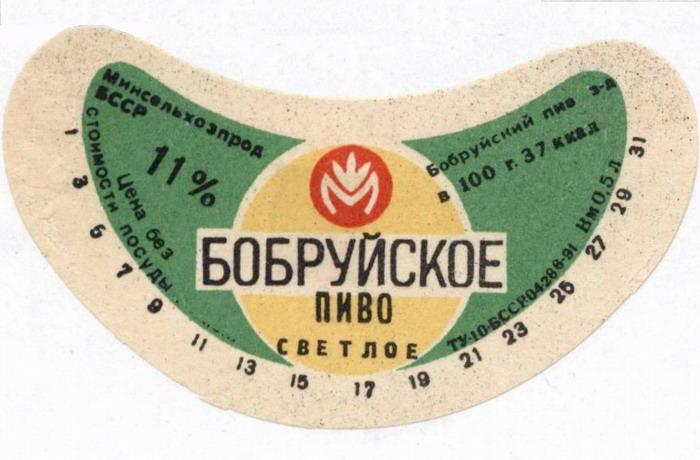 Минсельхозпрод
БССР
11%
Цена без
стоимости посуды
Бобруйский пив з-д
в 100 г. 37 ккал
Вм 0,5 л
ТУ-10-БССР 04288-91
БОБРУЙСКОЕ
ПИВО
СВЕТЛОЕ
1 3 5 7 9 11 13 15 17 19 21 23 25 27 29 31